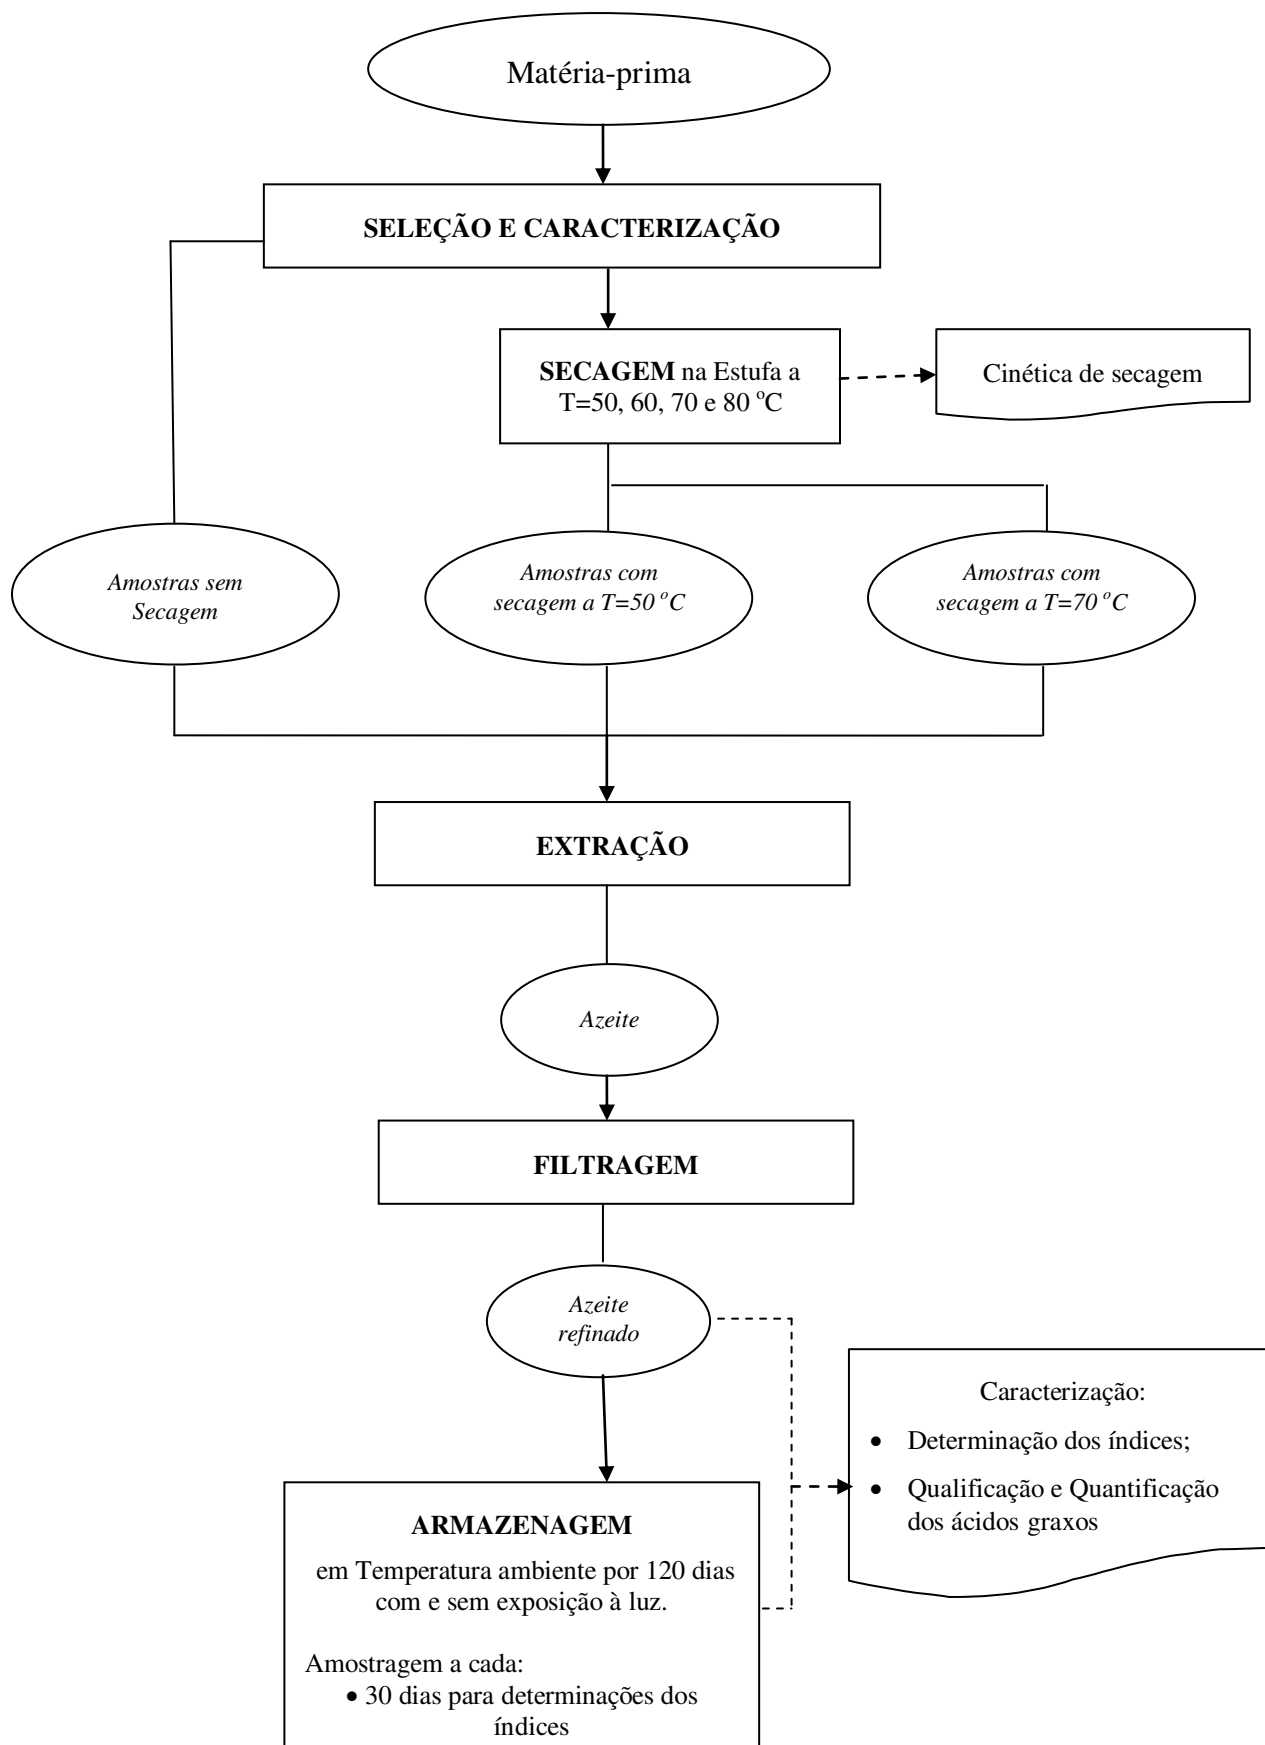 Matéria-prima
SELEÇÃO E CARACTERIZAÇÃO
SECAGEM na Estufa a
T=50, 60, 70 e 80 °C
Cinética de secagem
Amostras sem
Secagem
Amostras com
secagem a T=50 °C
Amostras com
secagem a T=70 °C
EXTRAÇÃO
Azeite
FILTRAGEM
Azeite
refinado
Caracterização:
• Determinação dos índices;
• Qualificação e Quantificação
dos ácidos graxos
ARMAZENAGEM
em Temperatura ambiente por 120 dias
com e sem exposição à luz.
Amostragem a cada:
• 30 dias para determinações dos
índices